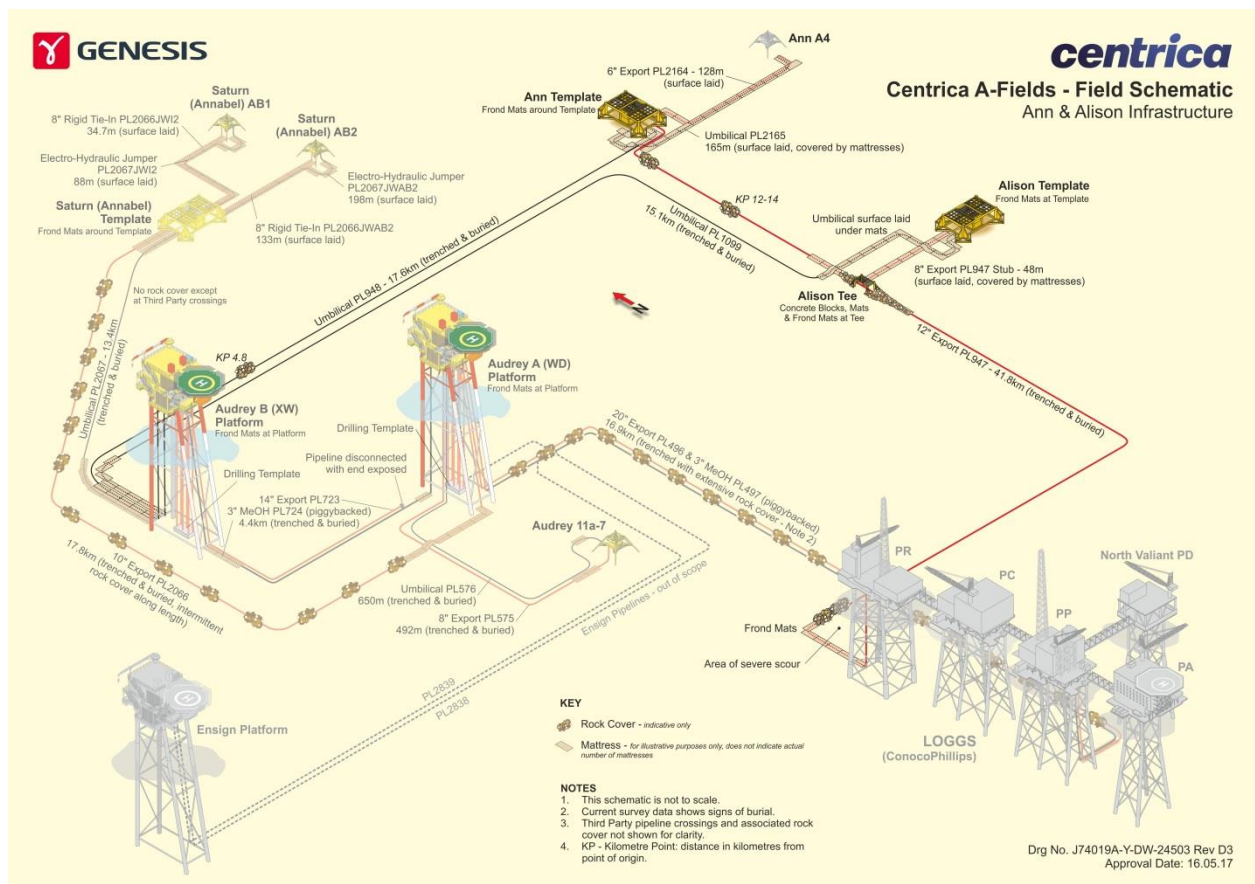 GENESIS
centrica
Centrica A-Fields - Field Schematic
Ann & Alison Infrastructure
Ann A4
6" Export PL2164 - 128m
(surface laid)
Ann Template
Frond Mats around Template
Umbilical PL2165
165m (surface laid, covered by mattresses)
KP 12-14
Saturn
(Annabel) AB1
8" Rigid Tie-In PL2066JWI2
34.7m (surface laid)
Saturn
(Annabel) AB2
Electro-Hydraulic Jumper
PL2067JWI2
88m (surface laid)
Electro-Hydraulic Jumper
PL2067JWAB2
198m (surface laid)
Saturn (Annabel)
Template
Frond Mats around Template
8" Rigid Tie-In PL2066JWAB2
133m (surface laid)
No rock cover except
at Third Party crossings
Umbilical PL2067 - 13.4km
(trenched & buried)
Umbilical PL948 - 17.6km (trenched & buried)
Umbilical PL1099
15.1km (trenched & buried)
Alison Template
Frond Mats at Template
Umbilical surface laid
under mats
8" Export PL947 Stub - 48m
(surface laid, covered by mattresses)
Alison Tee
Concrete Blocks, Mats
& Frond Mats at Tee
N
12" Export PL947 - 41.8km (trenched & buried)
KP 4.8
H
Audrey B (XW)
Platform
Frond Mats at Platform
Drilling Template
H
Audrey A (WD)
Platform
Frond Mats at Platform
Drilling Template
Pipeline disconnected
with end exposed
14" Export PL723
3" MeOH PL724 (piggybacked)
4.4km (trenched & buried)
20" Export PL496 & 3" MeOH PL497 (piggybacked)
16.9km (trenched with extensive rock cover - Note 2)
Audrey 11a-7
10" Export PL2066
17.8km (trenched & buried, intermittent
rock cover along length)
Umbilical PL576
650m (trenched & buried)
8" Export PL575
492m (trenched & buried)
Ensign Pipelines - out of scope
PL2839
PL2838
H
Ensign Platform
PR
PC
PP
North Valiant PD
PA
H
Frond Mats
Area of severe scour
LOGGS
(ConocoPhillips)
KEY
Rock Cover - indicative only
Mattress - for illustrative purposes only, does not indicate actual
number of mattresses
NOTES
1. This schematic is not to scale.
2. Current survey data shows signs of burial.
3. Third Party pipeline crossings and associated rock
cover not shown for clarity.
4. KP - Kilometre Point: distance in kilometres from
point of origin.
Drg No. J74019A-Y-DW-24503 Rev D3
Approval Date: 16.05.17